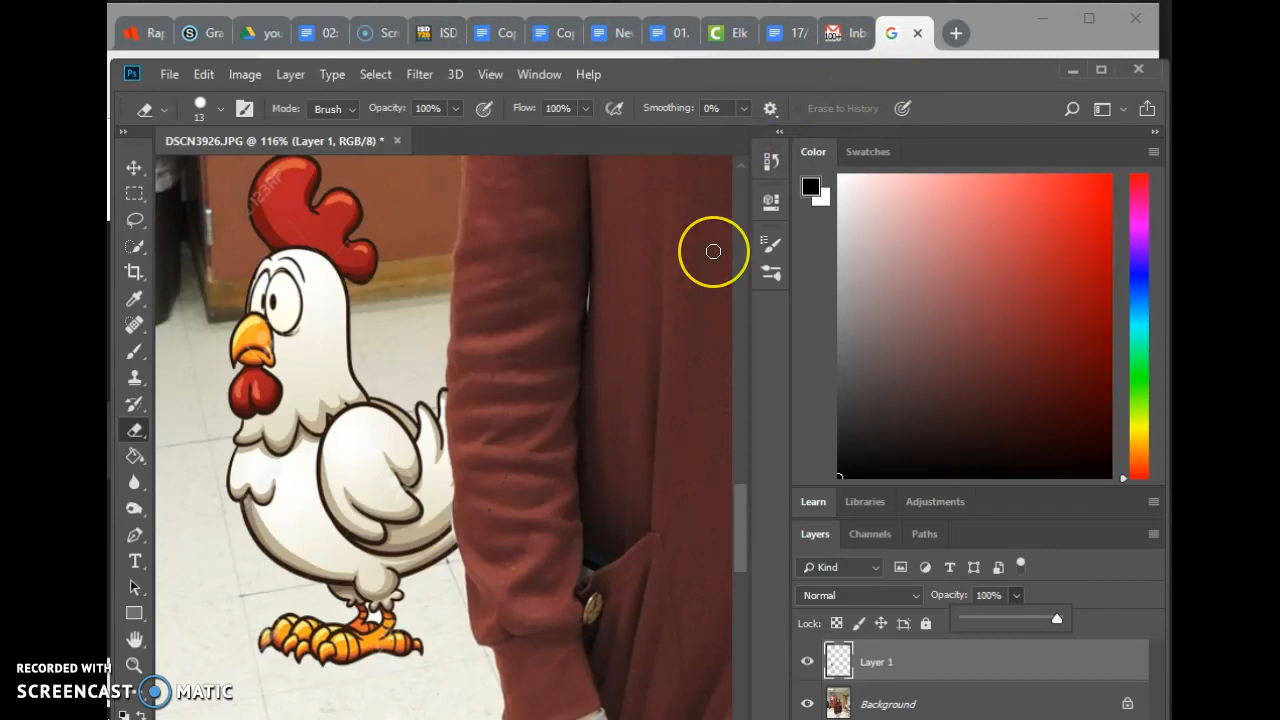 Rap Gra you 02: Scr ISD Cop Cop Ne 01. Elk 17/ 100+ Inb G
Ps File Edit Image Layer Type Select Filter 3D View Window Help
13 Mode: Brush Opacity: 100% Flow: 100% Smoothing: 0% Erase to History
DSCN3926.JPG @ 116% (Layer 1, RGB/8) *
Color Swatches
Learn Libraries Adjustments
Layers Channels Paths
Kind
Normal Opacity: 100%
Lock:
Layer 1
Background
RECORDED WITH
SCREENCAST-O-MATIC